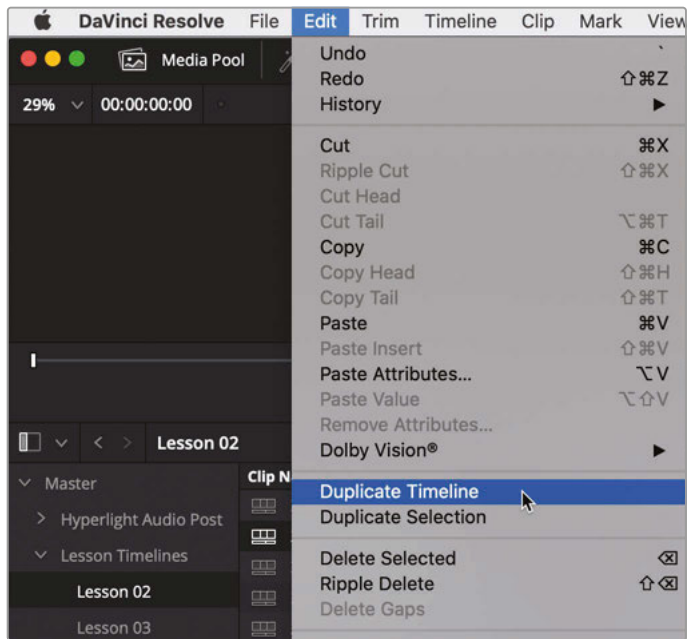 DaVinci Resolve File Edit Trim Timeline Clip Mark View
Media Pool
29% 00:00:00:00
Undo `
Redo ⇧⌘Z
History ▶
Cut ⌘X
Ripple Cut ⇧⌘X
Cut Head
Cut Tail ⌥⌘T
Copy ⌘C
Copy Head ⇧⌘H
Copy Tail ⇧⌘T
Paste ⌘V
Paste Insert ⇧⌘V
Paste Attributes... ⌥V
Paste Value ⌥⇧V
Remove Attributes...
Dolby Vision® ▶
Duplicate Timeline
Duplicate Selection
Delete Selected ⌫
Ripple Delete ⇧⌫
Delete Gaps
Lesson 02
Master
Hyperlight Audio Post
Lesson Timelines
Lesson 02
Lesson 03
Clip N